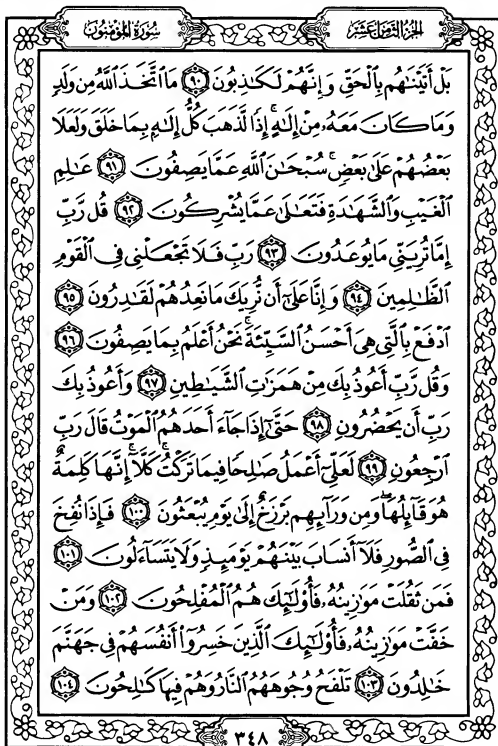 الجزء الثامن عشر
سورة المؤمنون
بَلْ أَتَيْنَٰهُم بِٱلْحَقِّ وَإِنَّهُمْ لَكَٰذِبُونَ ٩٠ مَا ٱتَّخَذَ ٱللَّهُ مِن وَلَدٍ
وَمَا كَانَ مَعَهُۥ مِنْ إِلَٰهٍ ۚ إِذًا لَّذَهَبَ كُلُّ إِلَٰهٍۭ بِمَا خَلَقَ وَلَعَلَا
بَعْضُهُمْ عَلَىٰ بَعْضٍ ۚ سُبْحَٰنَ ٱللَّهِ عَمَّا يَصِفُونَ ٩١ عَٰلِمِ
ٱلْغَيْبِ وَٱلشَّهَٰدَةِ فَتَعَٰلَىٰ عَمَّا يُشْرِكُونَ ٩٢ قُل رَّبِّ
إِمَّا تُرِيَنِّى مَا يُوعَدُونَ ٩٣ رَبِّ فَلَا تَجْعَلْنِى فِى ٱلْقَوْمِ
ٱلظَّٰلِمِينَ ٩٤ وَإِنَّا عَلَىٰٓ أَن نُّرِيَكَ مَا نَعِدُهُمْ لَقَٰدِرُونَ ٩٥
ٱدْفَعْ بِٱلَّتِى هِىَ أَحْسَنُ ٱلسَّيِّئَةَ ۚ نَحْنُ أَعْلَمُ بِمَا يَصِفُونَ ٩٦
وَقُل رَّبِّ أَعُوذُ بِكَ مِنْ هَمَزَٰتِ ٱلشَّيَٰطِينِ ٩٧ وَأَعُوذُ بِكَ
رَبِّ أَن يَحْضُرُونِ ٩٨ حَتَّىٰٓ إِذَا جَآءَ أَحَدَهُمُ ٱلْمَوْتُ قَالَ رَبِّ
ٱرْجِعُونِ ٩٩ لَعَلِّىٓ أَعْمَلُ صَٰلِحًا فِيمَا تَرَكْتُ ۚ كَلَّآ ۚ إِنَّهَا كَلِمَةٌ
هُوَ قَآئِلُهَا ۖ وَمِن وَرَآئِهِم بَرْزَخٌ إِلَىٰ يَوْمِ يُبْعَثُونَ ١٠٠ فَإِذَا نُفِخَ
فِى ٱلصُّورِ فَلَآ أَنسَابَ بَيْنَهُمْ يَوْمَئِذٍ وَلَا يَتَسَآءَلُونَ ١٠١
فَمَن ثَقُلَتْ مَوَٰزِينُهُۥ فَأُو۟لَٰٓئِكَ هُمُ ٱلْمُفْلِحُونَ ١٠٢ وَمَنْ
خَفَّتْ مَوَٰزِينُهُۥ فَأُو۟لَٰٓئِكَ ٱلَّذِينَ خَسِرُوٓا۟ أَنفُسَهُمْ فِى جَهَنَّمَ
خَٰلِدُونَ ١٠٣ تَلْفَحُ وُجُوهَهُمُ ٱلنَّارُ وَهُمْ فِيهَا كَٰلِحُونَ ١٠٤
٣٤٨